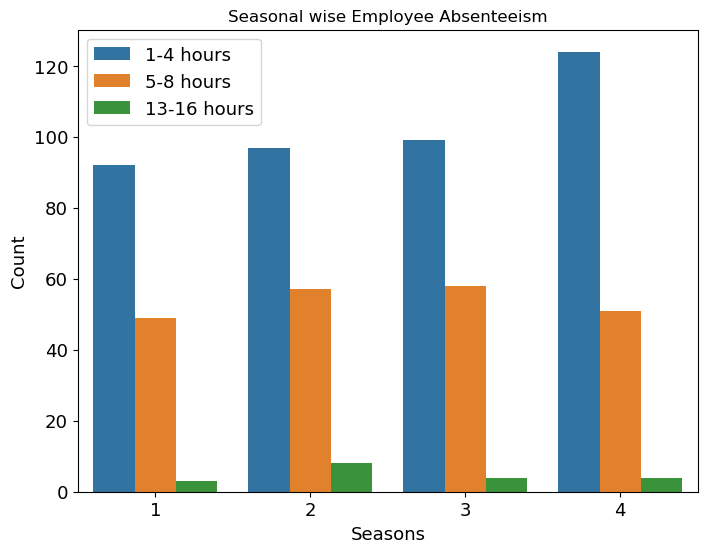 Seasonal wise Employee Absenteeism
120
100
80
60
40
20
0
Count
1-4 hours
5-8 hours
13-16 hours
1 2 3 4
Seasons